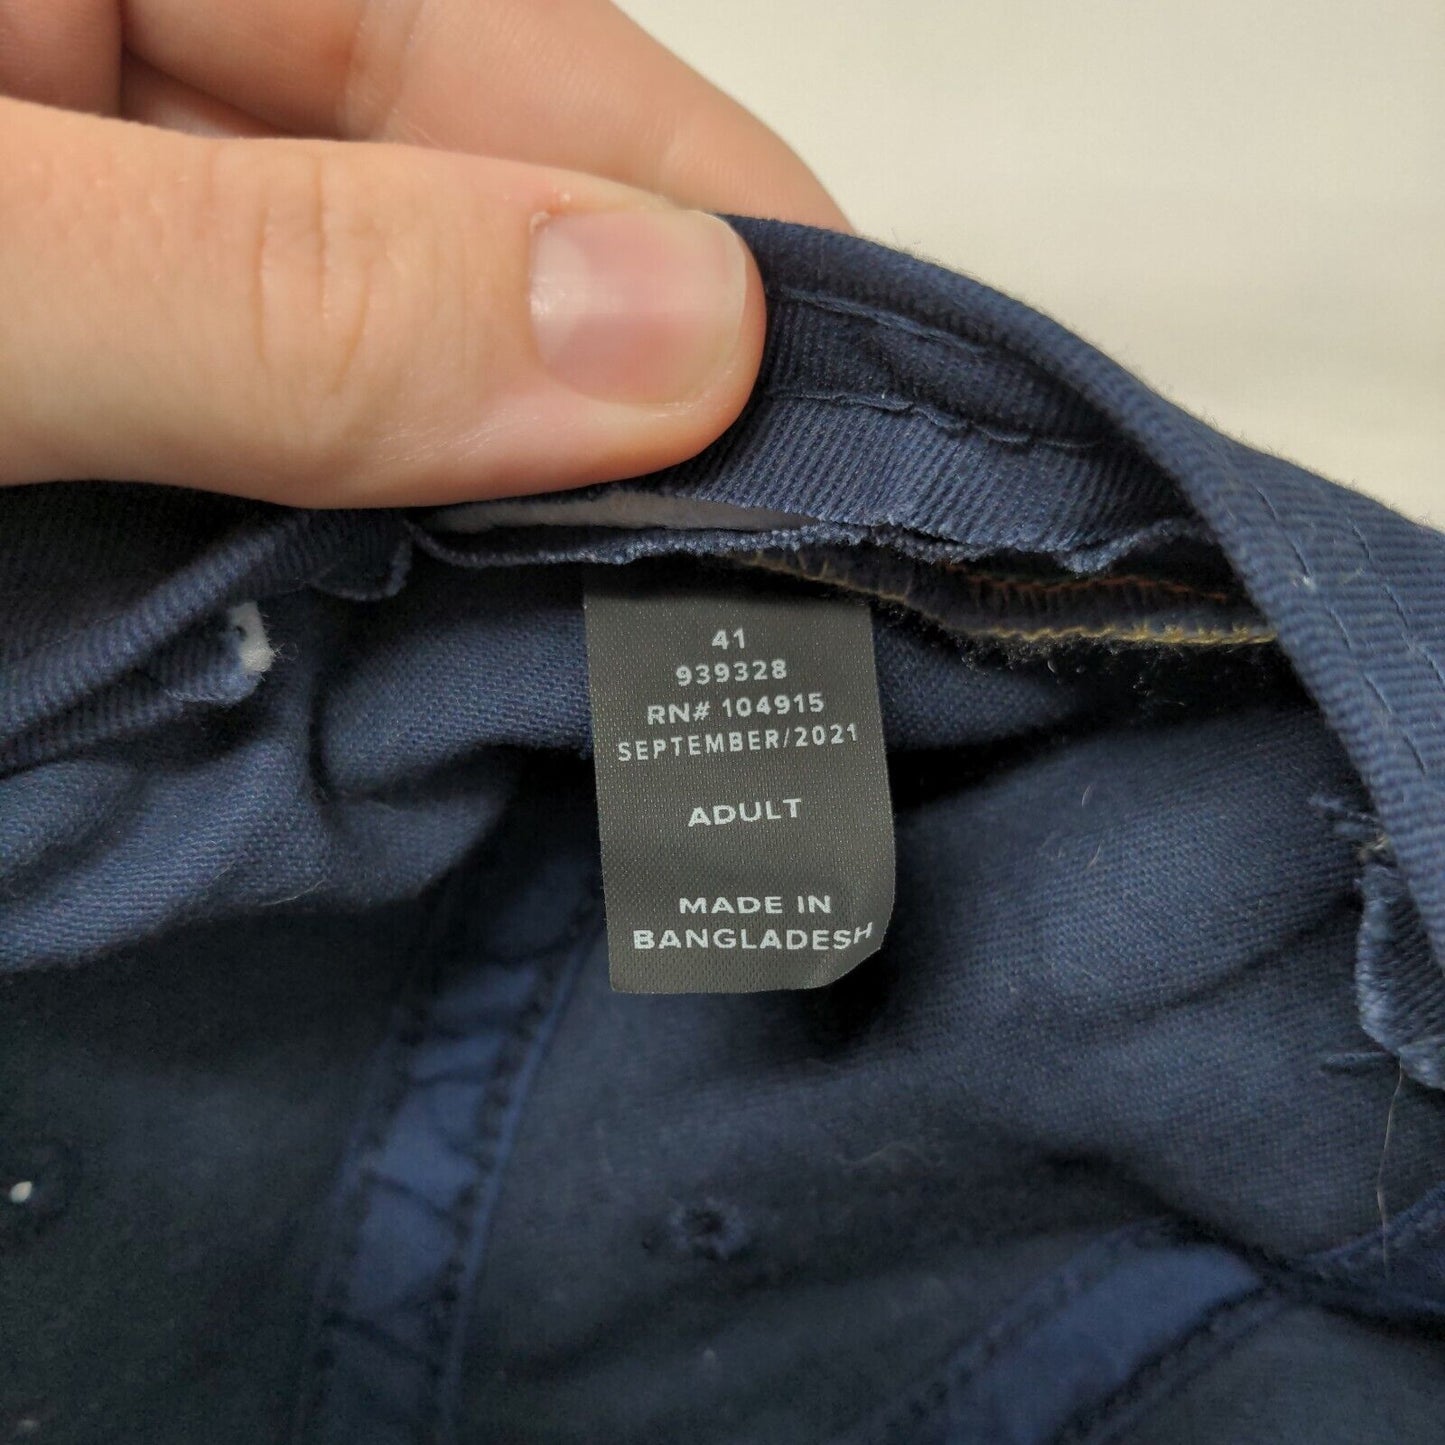 41
939328
RN# 104915
SEPTEMBER/2021
ADULT
MADE IN
BANGLADESH